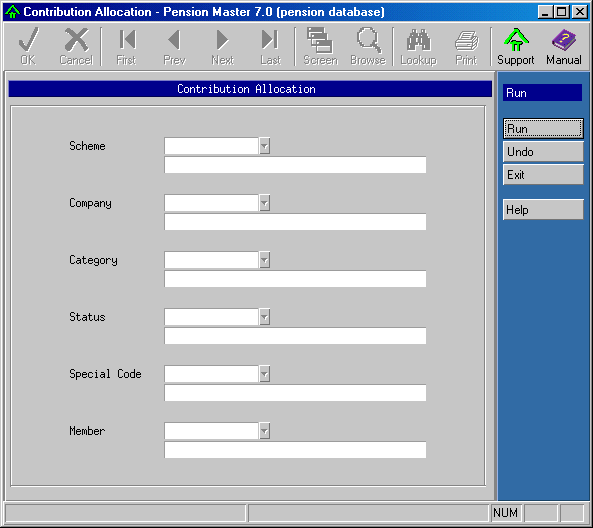 Contribution Allocation - Pension Master 7.0 (pension database)
OK Cancel First Prev Next Last Screen Browse Lookup Print Support Manual
Contribution Allocation
Run
Scheme
Company
Category
Status
Special Code
Member
Run
Undo
Exit
Help
NUM